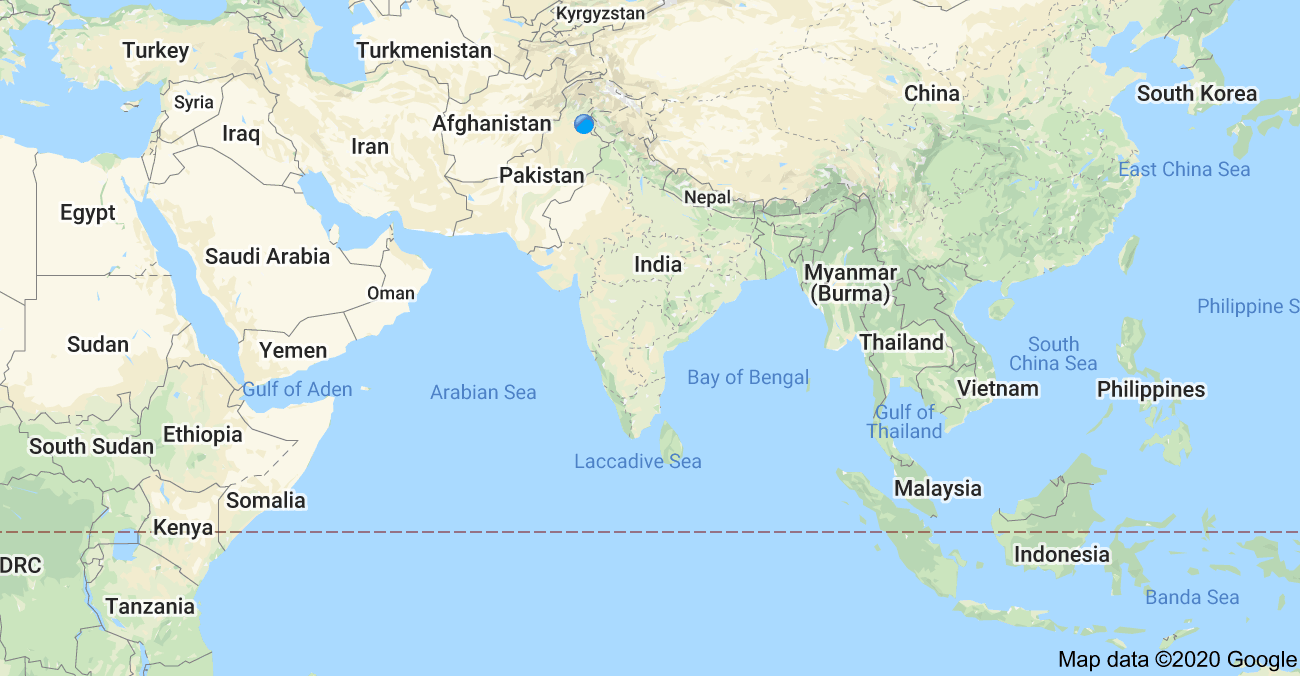 Kyrgyzstan
Turkey
Turkmenistan
Syria
China
South Korea
Iraq
Afghanistan
Iran
Pakistan
East China Sea
Nepal
Egypt
Saudi Arabia
India
Myanmar
(Burma)
Oman
Philippine S
Sudan
Yemen
Thailand
South
China Sea
Gulf of Aden
Arabian Sea
Bay of Bengal
Vietnam
Philippines
Gulf of
Thailand
Ethiopia
South Sudan
Laccadive Sea
Malaysia
Somalia
Kenya
Indonesia
DRC
Banda Sea
Tanzania
Map data ©2020 Google